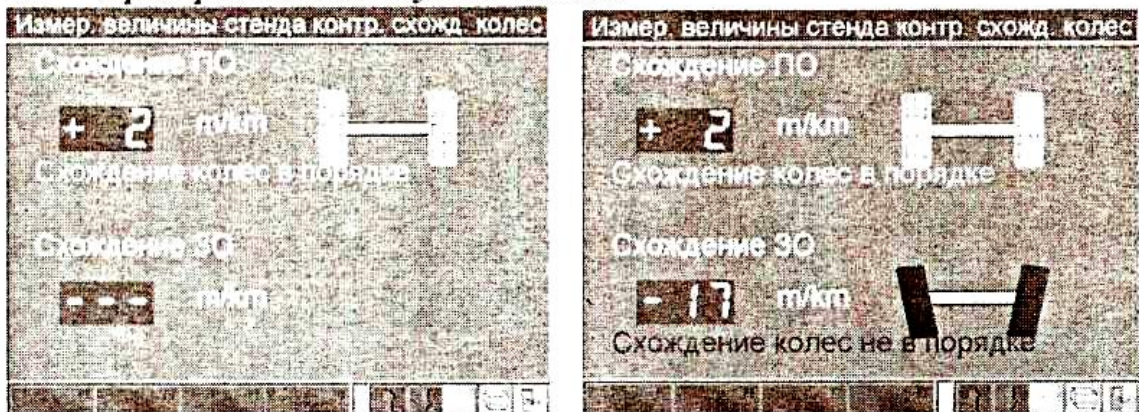 Измер. величины стенда контр. схожд. колес
Схождение ПО
+ 2 m/km
Схождение колес в порядке
Схождение ЗО
--- m/km
Измер. величины стенда контр. схожд. колес
Схождение ПО
+ 2 m/km
Схождение колес в порядке
Схождение ЗО
- 17 m/km
Схождение колес не в порядке